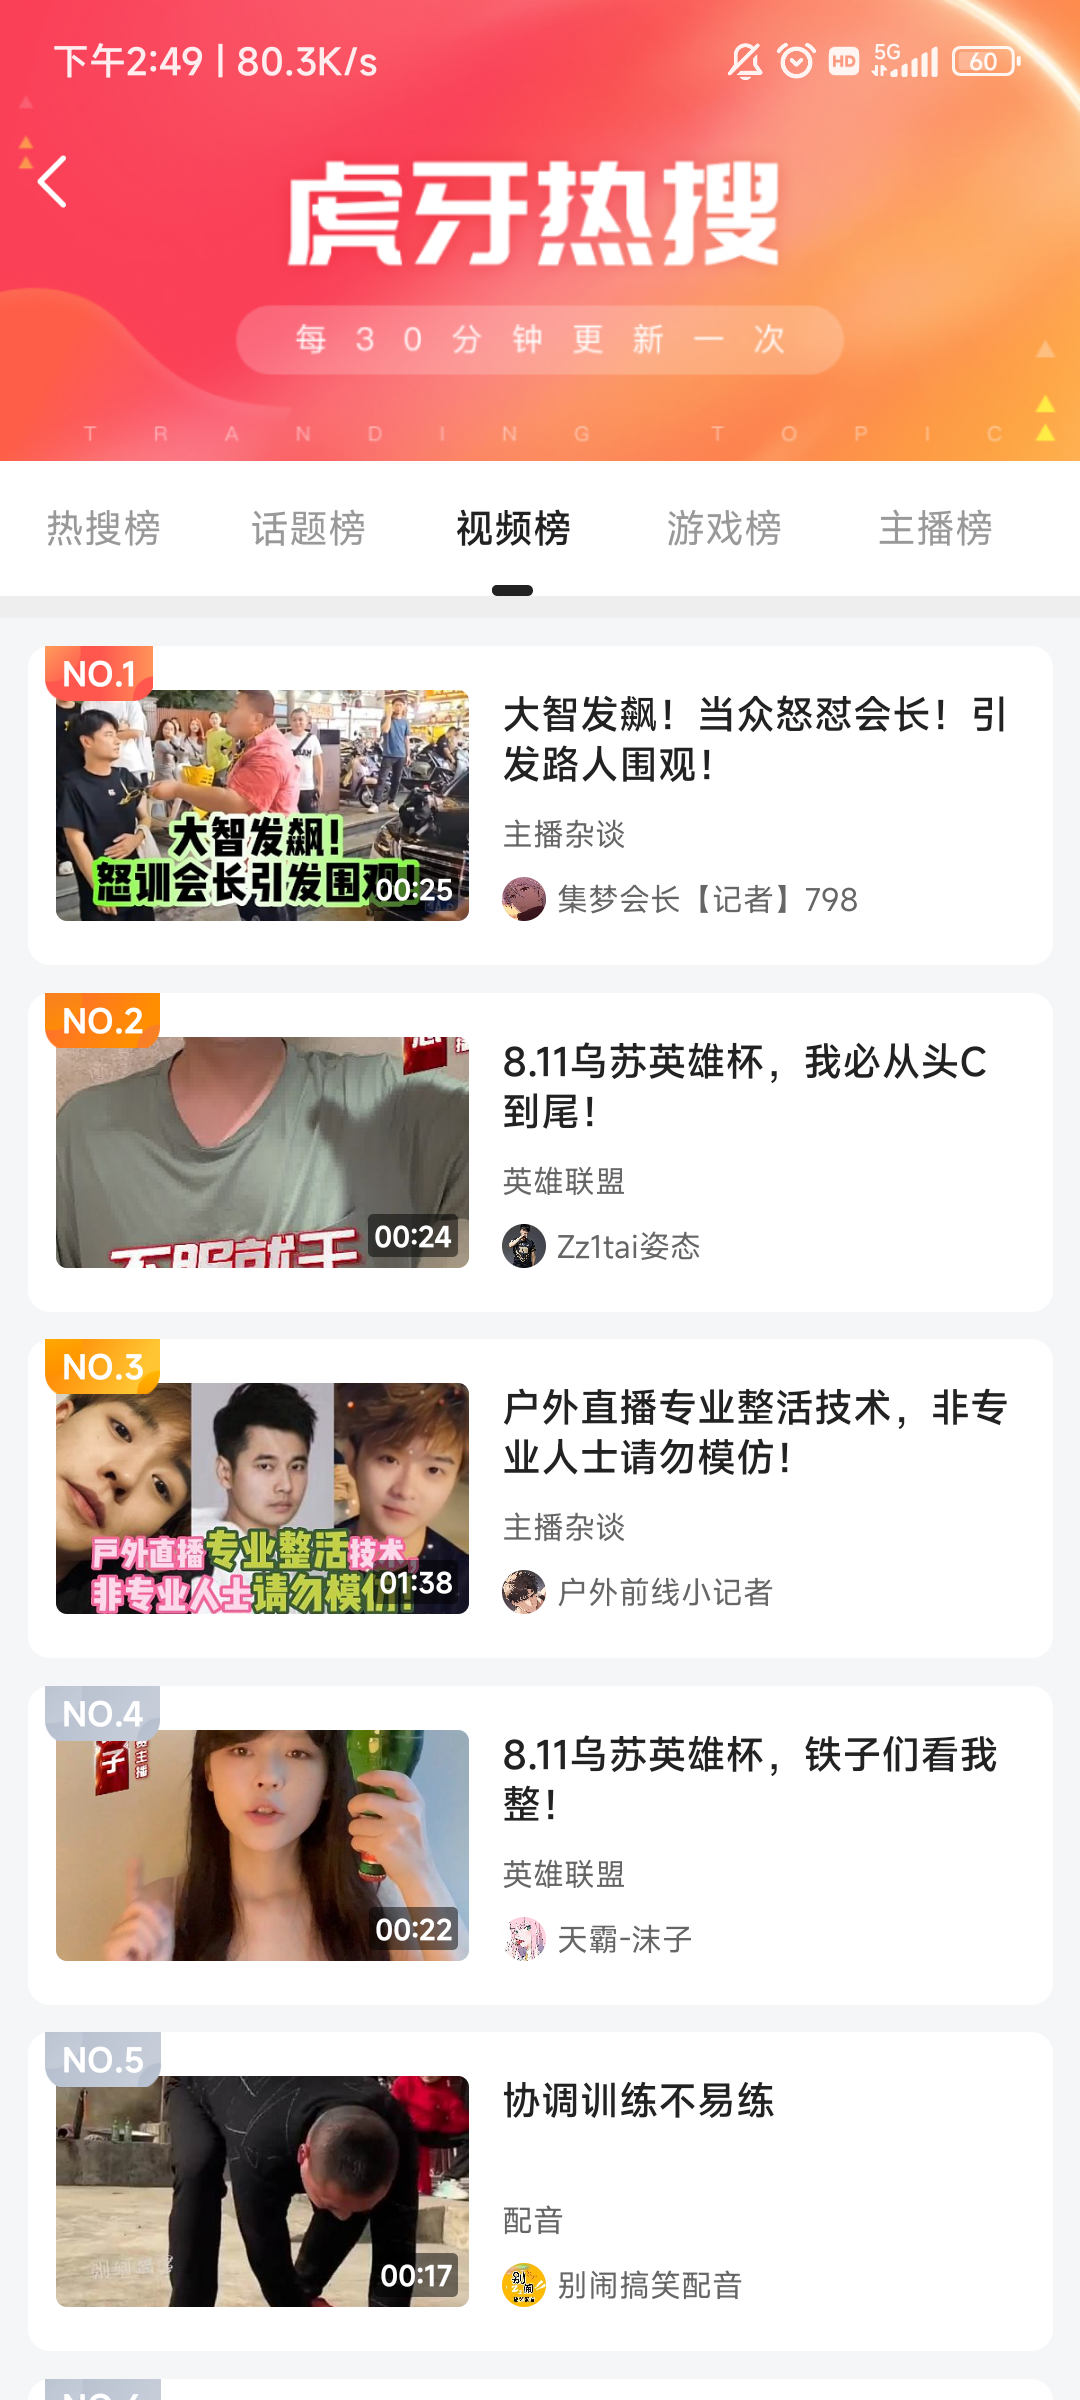 下午2:49 | 80.3K/s
HD
5G
60
虎牙热搜
每30分钟更新一次
TRANDING TOPIC
热搜榜
话题榜
视频榜
游戏榜
主播榜
NO.1
大智发飙!
怒训会长引发围观!
00:25
大智发飙！当众怒怼会长！引
发路人围观！
主播杂谈
集梦会长【记者】798
NO.2
不服就干
00:24
8.11乌苏英雄杯，我必从头C
到尾！
英雄联盟
Zz1tai姿态
NO.3
户外直播专业整活技术,
非专业人士请勿模仿!
01:38
户外直播专业整活技术，非专
业人士请勿模仿！
主播杂谈
户外前线小记者
NO.4
子
主播
00:22
8.11乌苏英雄杯，铁子们看我
整！
英雄联盟
天霸-沫子
NO.5
00:17
协调训练不易练
配音
别闹
别闹搞笑配音